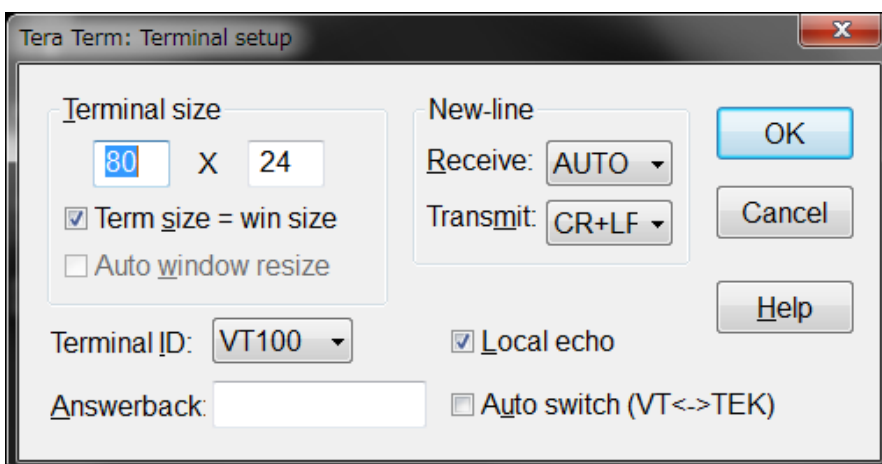 Tera Term: Terminal setup
Terminal size
80 X 24
Term size = win size
Auto window resize
New-line
Receive: AUTO
Transmit: CR+LF
OK
Cancel
Help
Terminal ID: VT100
Local echo
Answerback:
Auto switch (VT<->TEK)